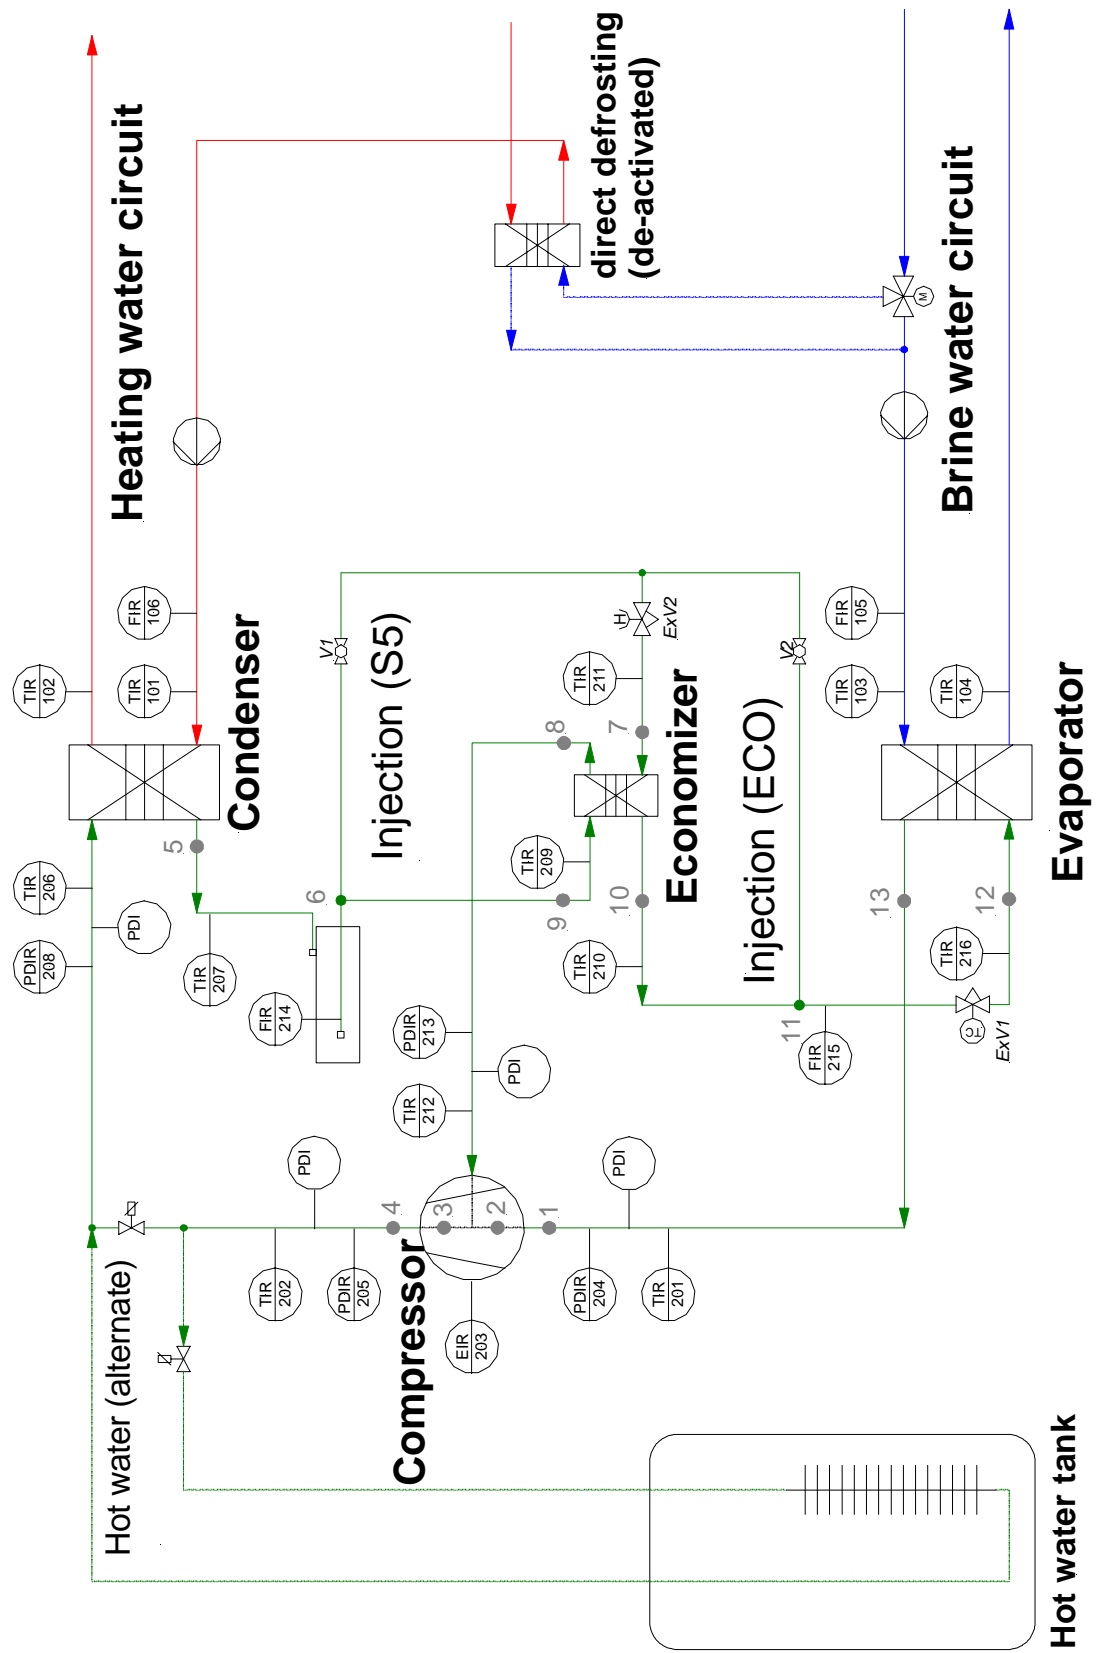 Heating water circuit
direct defrosting
(de-activated)
Brine water circuit
M
TIR
102
FIR
106
TIR
101
Condenser
V1
Injection (S5)
H
ExV2
TIR
211
8
7
Economizer
V2
Injection (ECO)
FIR
105
TIR
103
TIR
104
Evaporator
TIR
206
PDI
PDIR
208
5
TIR
207
6
FIR
214
TIR
209
9
10
TIR
210
11
FIR
215
13
12
TIR
216
TC
ExV1
PDIR
213
PDI
TIR
212
PDI
PDI
4
3
2
1
TIR
202
PDIR
205
Compressor
EIR
203
PDIR
204
TIR
201
Hot water (alternate)
Hot water tank